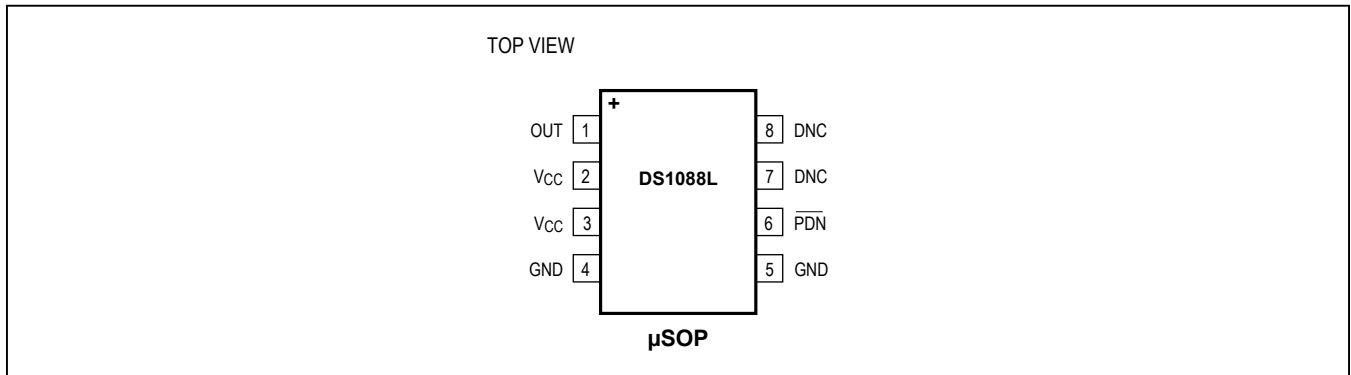 TOP VIEW
+
OUT 1 8 DNC
VCC 2 DS1088L 7 DNC
VCC 3 6 P̅D̅N̅
GND 4 5 GND
µSOP